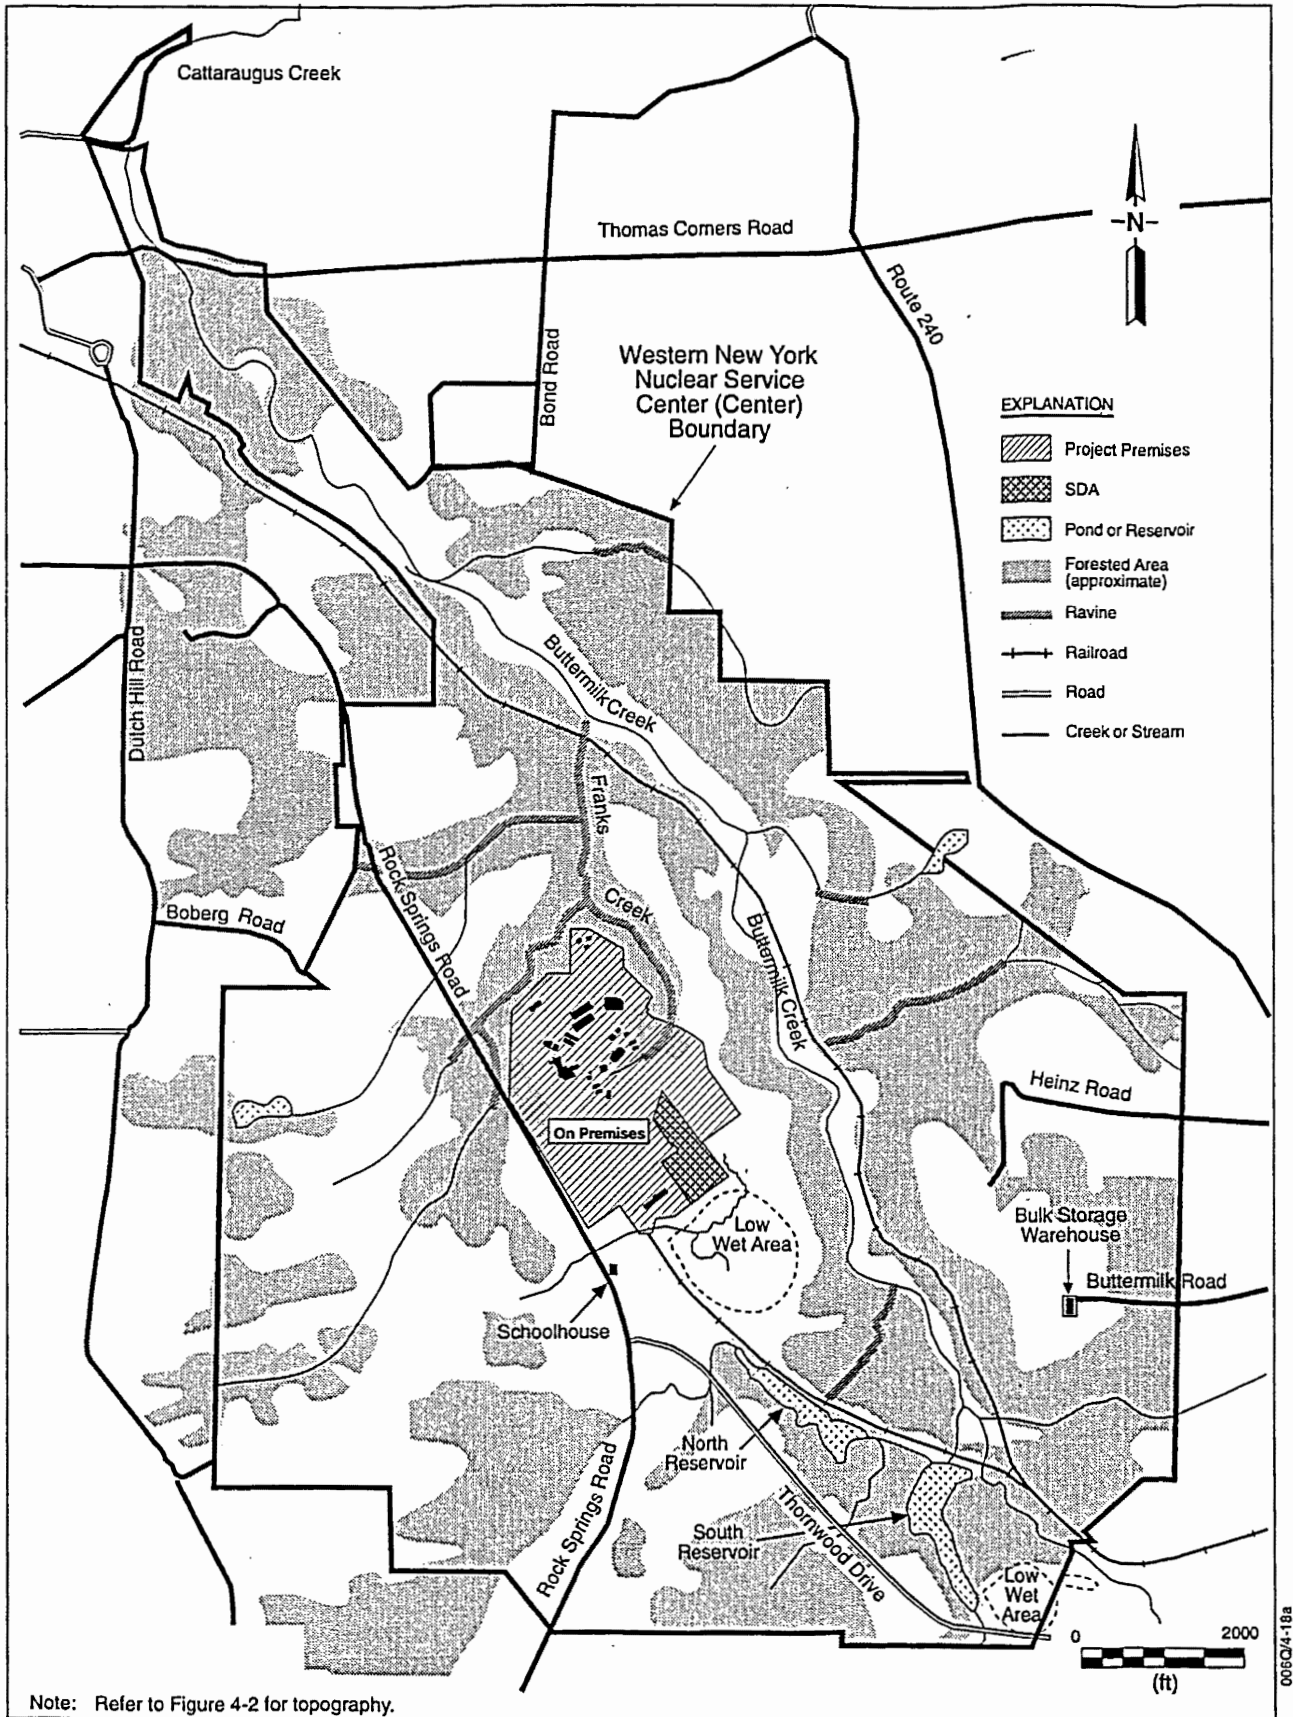 Cattaraugus Creek
Thomas Corners Road
-N-
Route 240
Bond Road
Western New York
Nuclear Service
Center (Center)
Boundary
EXPLANATION
Project Premises
SDA
Pond or Reservoir
Forested Area
(approximate)
Ravine
Railroad
Road
Creek or Stream
Dutch Hill Road
Buttermilk Creek
Franks
Creek
Rock Springs Road
Boberg Road
Buttermilk Creek
Heinz Road
On Premises
Low
Wet Area
Bulk Storage
Warehouse
Buttermilk Road
Schoolhouse
North
Reservoir
Rock Springs Road
Thornwood Drive
South
Reservoir
Low
Wet
Area
0 2000
(ft)
006Q/4-18a
Note: Refer to Figure 4-2 for topography.